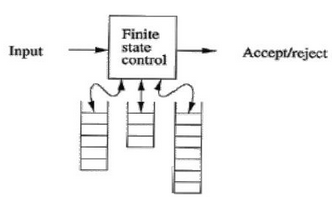 Input
Finite
state
control
Accept/reject